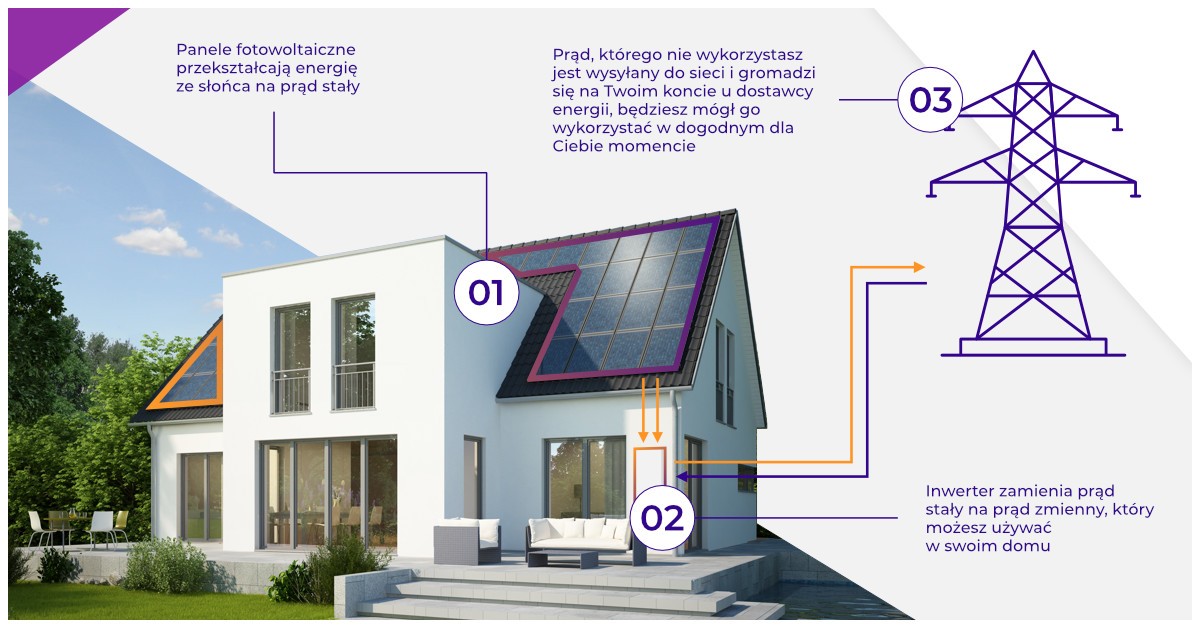 Panele fotowoltaiczne
przekształcają energię
ze słońca na prąd stały
01
Prąd, którego nie wykorzystasz
jest wysyłany do sieci i gromadzi
się na Twoim koncie u dostawcy
energii, będziesz mógł go
wykorzystać w dogodnym dla
Ciebie momencie
03
02
Inwerter zamienia prąd
stały na prąd zmienny, który
możesz używać
w swoim domu